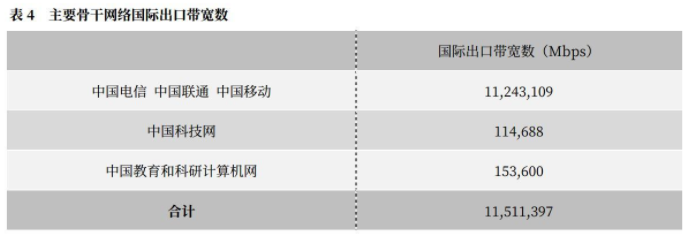 表 4 主要骨干网络国际出口带宽数
国际出口带宽数（Mbps）
中国电信 中国联通 中国移动 11,243,109
中国科技网 114,688
中国教育和科研计算机网 153,600
合计 11,511,397